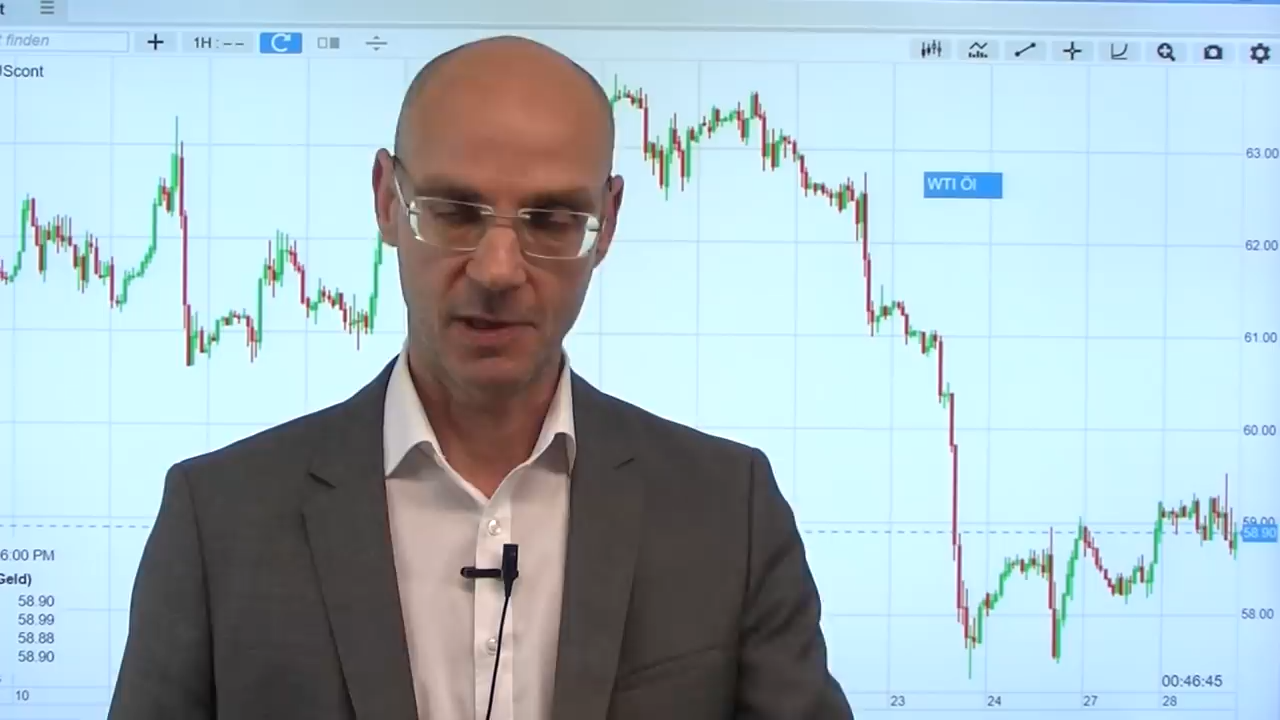 t
t finden
1H : – –
JScont
63.00
WTI Öl
62.00
61.00
60.00
59.00
58.90
6:00 PM
Geld)
58.90
58.99
58.88
58.90
58.00
00:46:45
10
23
24
27
28